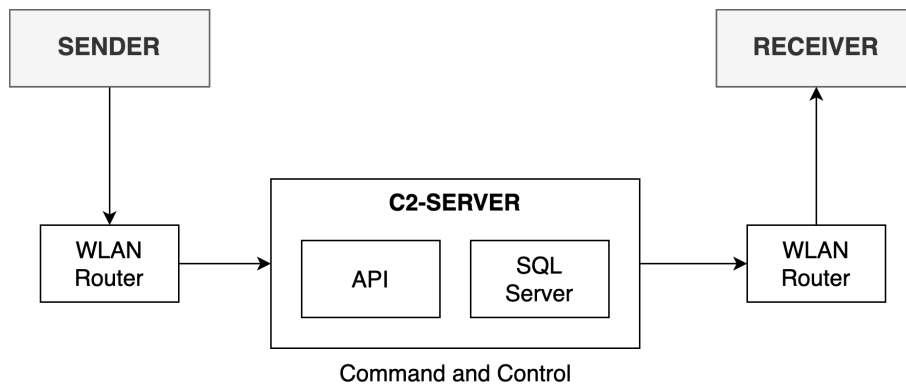 SENDER
RECEIVER
C2-SERVER
WLAN
Router
API
SQL
Server
WLAN
Router
Command and Control